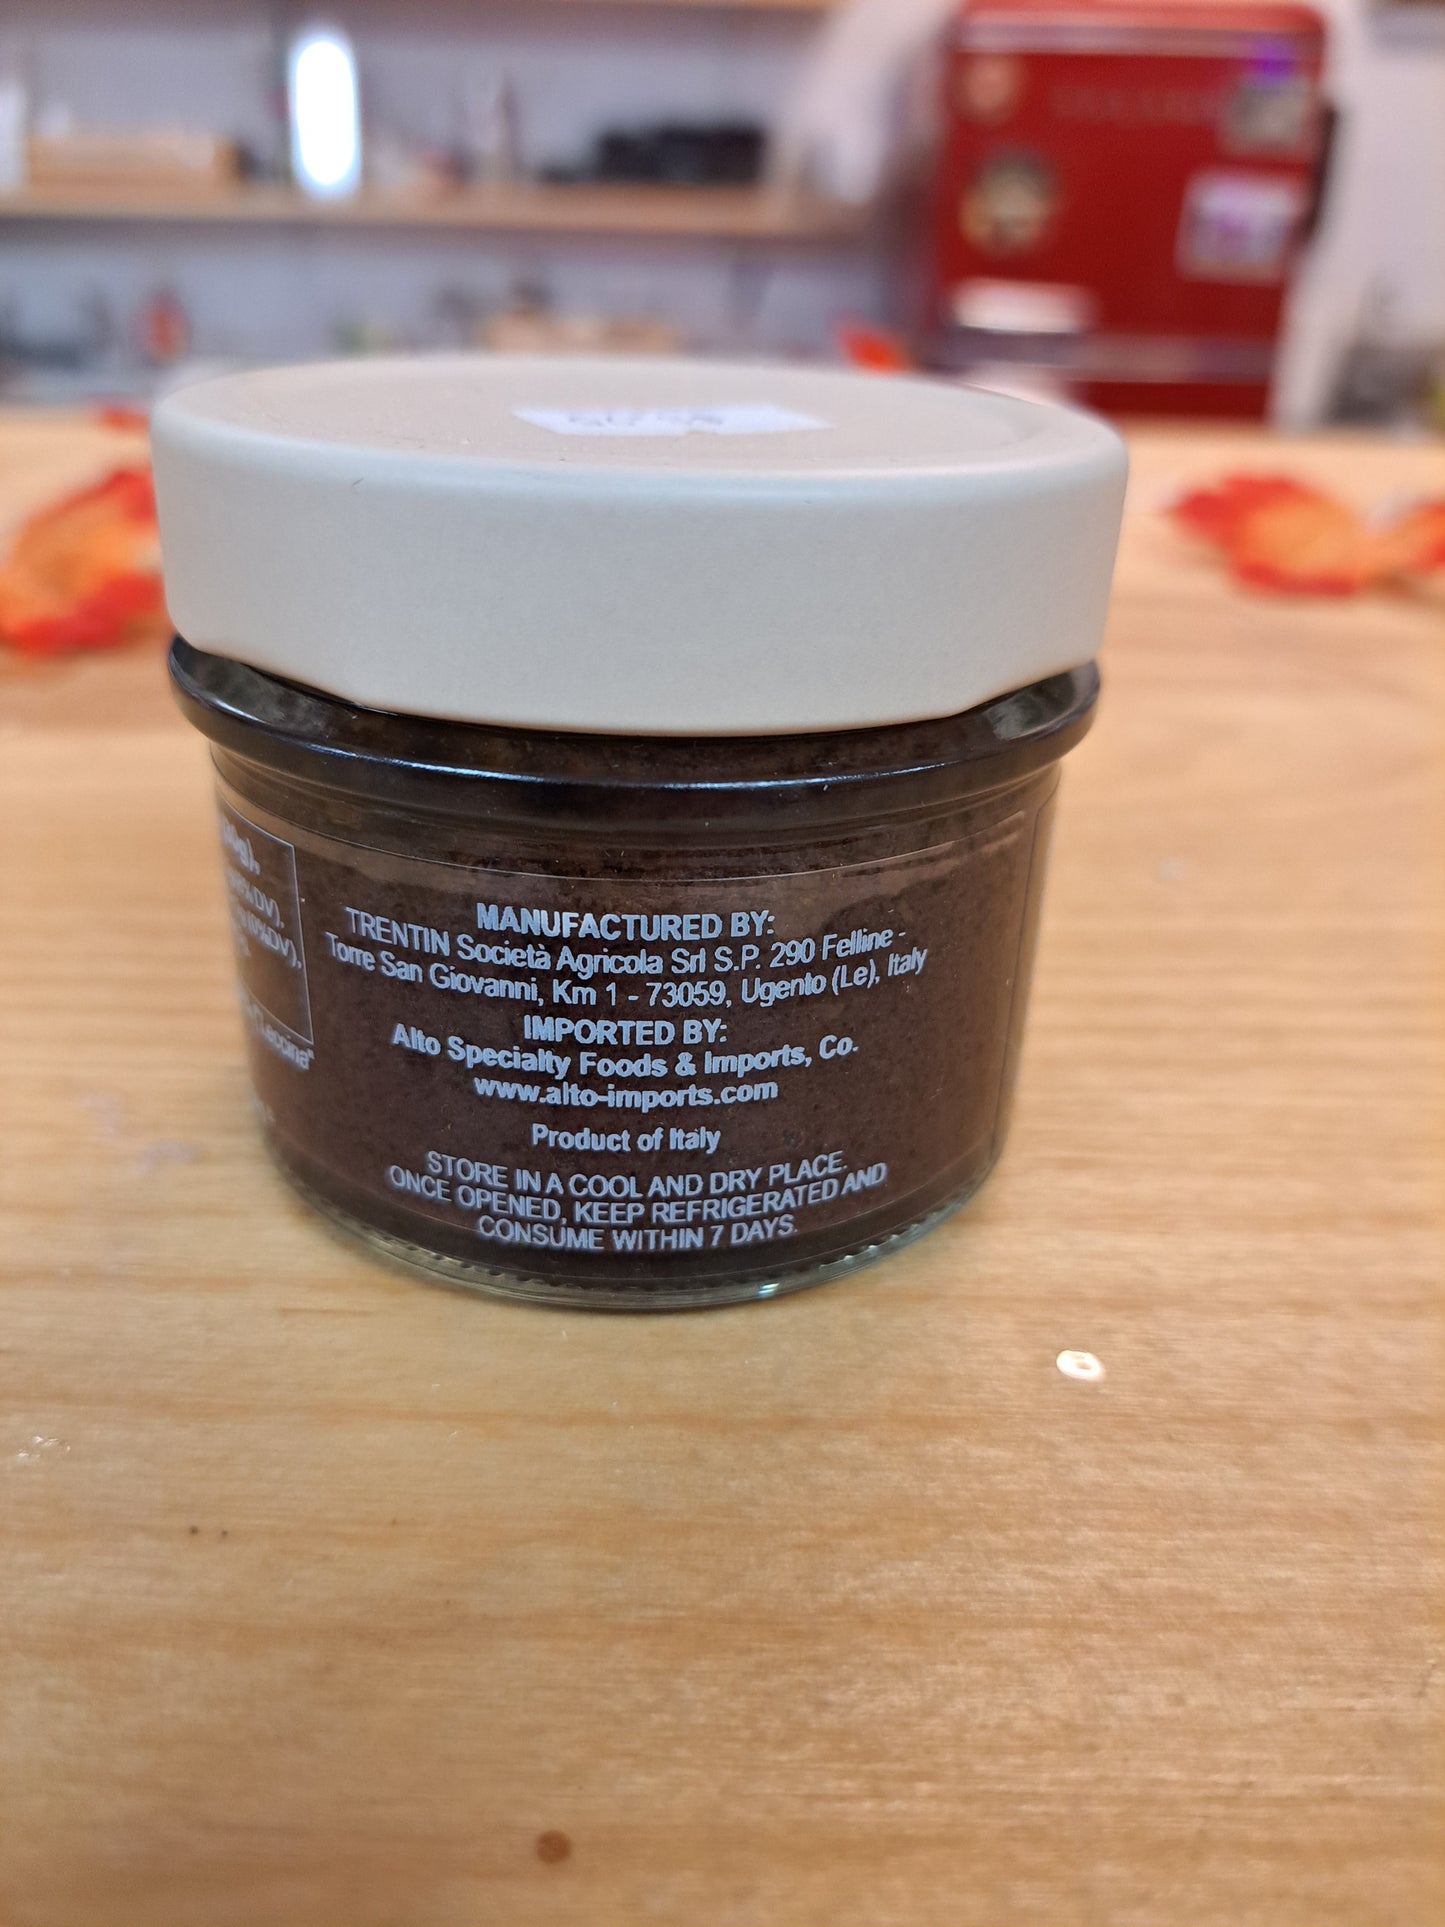 MANUFACTURED BY:
TRENTIN Società Agricola Srl S.P. 290 Felline -
Torre San Giovanni, Km 1 - 73059, Ugento (Le), Italy
IMPORTED BY:
Alto Specialty Foods & Imports, Co.
www.alto-imports.com
Product of Italy
STORE IN A COOL AND DRY PLACE.
ONCE OPENED, KEEP REFRIGERATED AND
CONSUME WITHIN 7 DAYS.